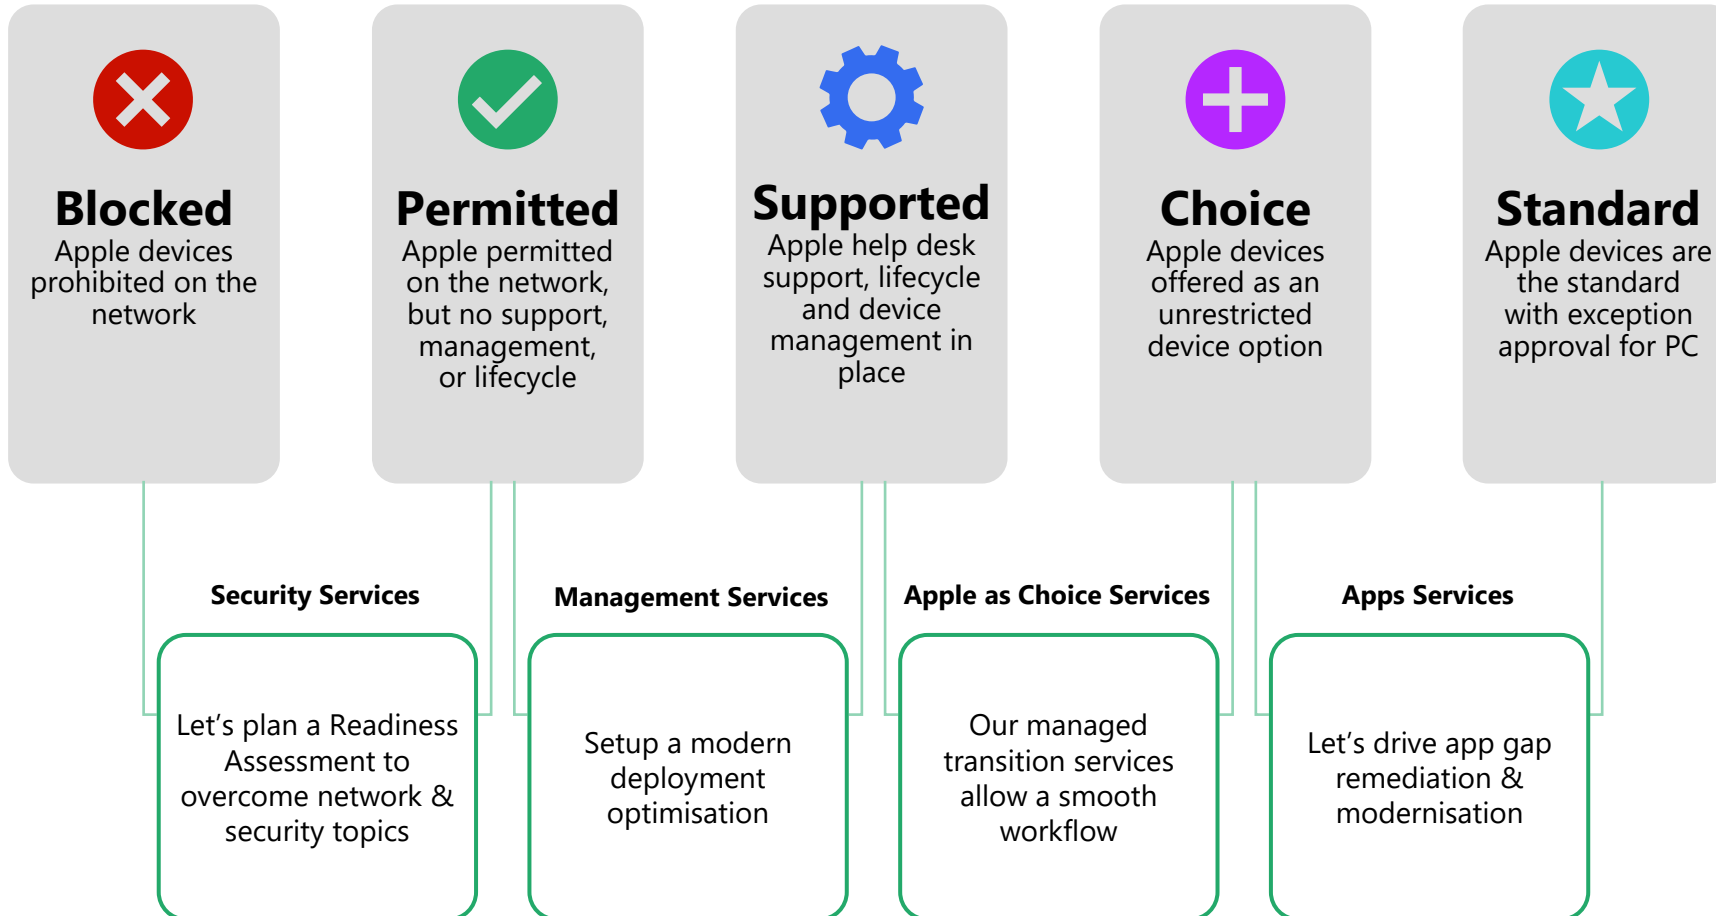 Blocked
Apple devices
prohibited on the
network
Permitted
Apple permitted
on the network,
but no support,
management,
or lifecycle
Supported
Apple help desk
support, lifecycle
and device
management in
place
Choice
Apple devices
offered as an
unrestricted
device option
Standard
Apple devices are
the standard
with exception
approval for PC
Security Services
Let’s plan a Readiness
Assessment to
overcome network &
security topics
Management Services
Setup a modern
deployment
optimisation
Apple as Choice Services
Our managed
transition services
allow a smooth
workflow
Apps Services
Let’s drive app gap
remediation &
modernisation